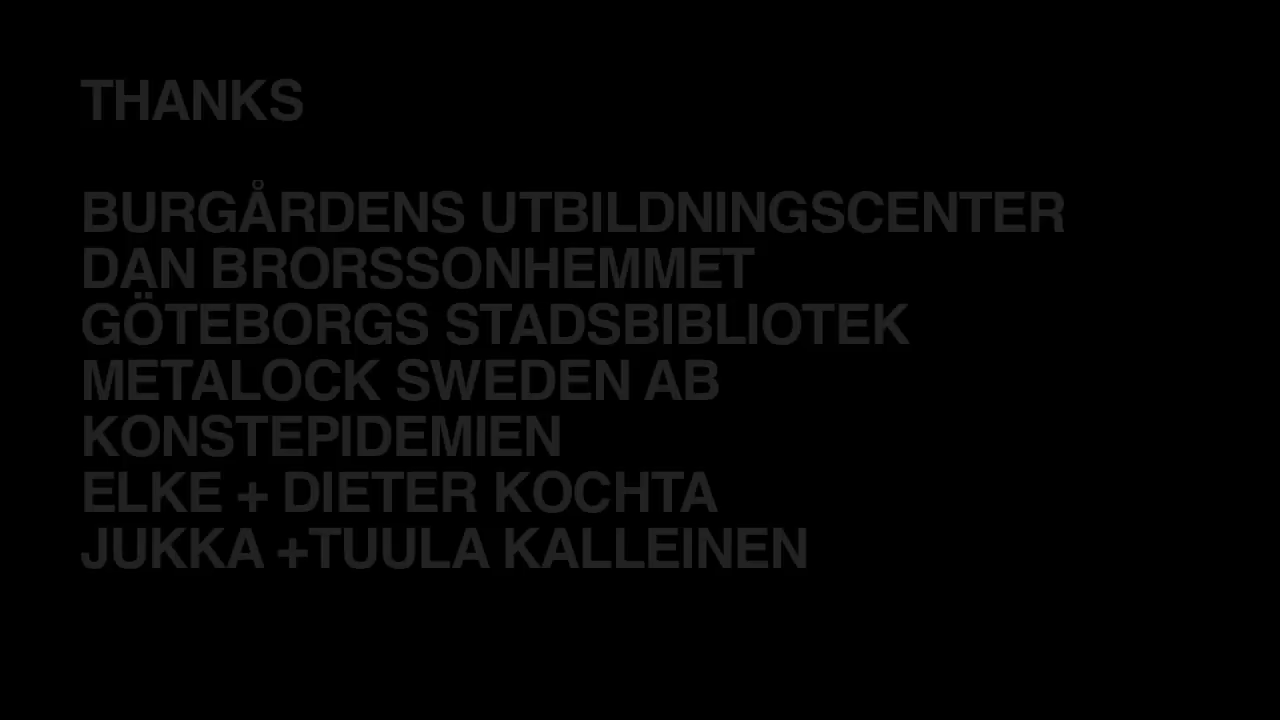 THANKS
BURGÅRDENS UTBILDNINGSCENTER
DAN BRORSSONHEMMET
GÖTEBORGS STADSBIBLIOTEK
METALOCK SWEDEN AB
KONSTEPIDEMIEN
ELKE + DIETER KOCHTA
JUKKA +TUULA KALLEINEN